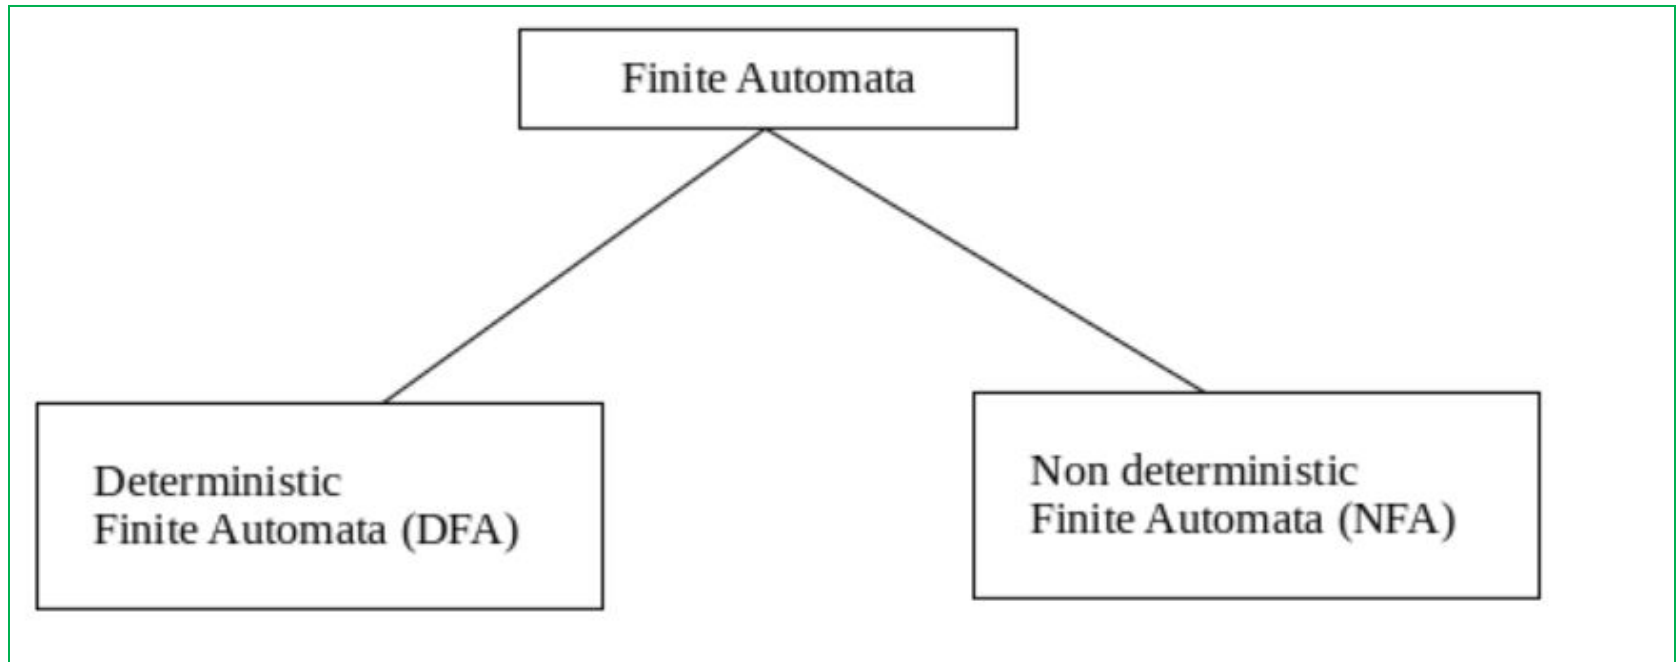 Finite Automata
Deterministic
Finite Automata (DFA)
Non deterministic
Finite Automata (NFA)